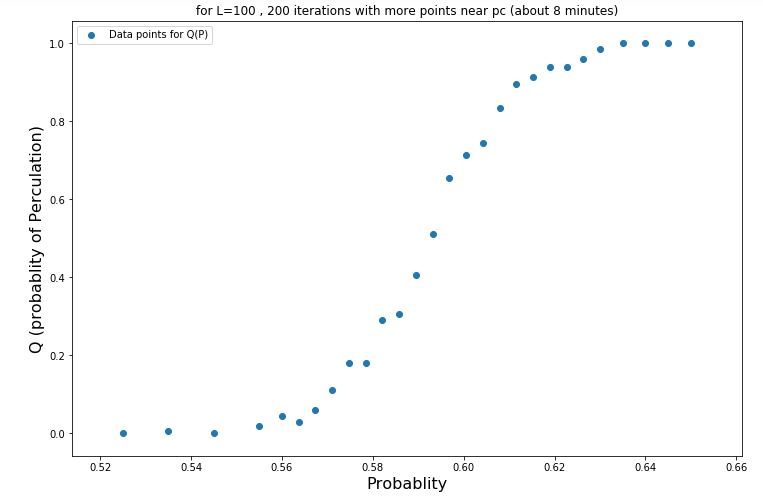 for L=100 , 200 iterations with more points near pc (about 8 minutes)
Data points for Q(P)
1.0
0.8
0.6
0.4
0.2
0.0
Q (probablity of Perculation)
0.52 0.54 0.56 0.58 0.60 0.62 0.64 0.66
Probablity